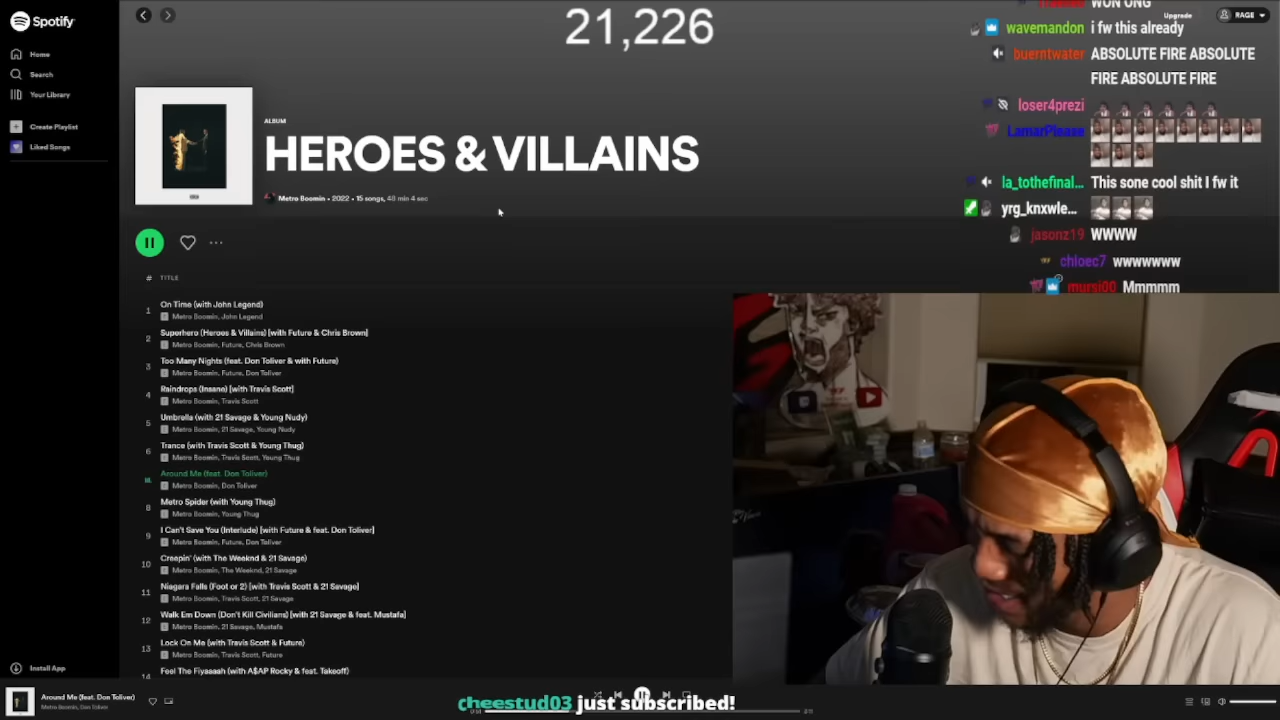 Spotify
Home
Search
Your Library
Create Playlist
Liked Songs
Install App
21,226
Upgrade
RAGE
ALBUM
HEROES & VILLAINS
Metro Boomin • 2022 • 15 songs, 48 min 4 sec
# TITLE
1 On Time (with John Legend)
Metro Boomin, John Legend
2 Superhero (Heroes & Villains) [with Future & Chris Brown]
Metro Boomin, Future, Chris Brown
3 Too Many Nights (feat. Don Toliver & with Future)
Metro Boomin, Future, Don Toliver
4 Raindrops (Insane) [with Travis Scott]
Metro Boomin, Travis Scott
5 Umbrella (with 21 Savage & Young Nudy)
Metro Boomin, 21 Savage, Young Nudy
6 Trance (with Travis Scott & Young Thug)
Metro Boomin, Travis Scott, Young Thug
Around Me (feat. Don Toliver)
Metro Boomin, Don Toliver
8 Metro Spider (with Young Thug)
Metro Boomin, Young Thug
9 I Can't Save You (Interlude) [with Future & feat. Don Toliver]
Metro Boomin, Future, Don Toliver
10 Creepin' (with The Weeknd & 21 Savage)
Metro Boomin, The Weeknd, 21 Savage
11 Niagara Falls (Foot or 2) [with Travis Scott & 21 Savage]
Metro Boomin, Travis Scott, 21 Savage
12 Walk Em Down (Don't Kill Civilians) [with 21 Savage & feat. Mustafa]
Metro Boomin, 21 Savage, Mustafa
13 Lock On Me (with Travis Scott & Future)
Metro Boomin, Travis Scott, Future
14 Feel The Fiyaaaah (with A$AP Rocky & feat. Takeoff)
WON ONG
wavemandon i fw this already
buerntwater ABSOLUTE FIRE ABSOLUTE
FIRE ABSOLUTE FIRE
loser4prezi
LamarPlease
la_tothefinal... This sone cool shit I fw it
yrg_knxwle...
jasonz19 WWWW
chloec7 wwwwwww
mursi00 Mmmmm
Around Me (feat. Don Toliver)
Metro Boomin, Don Toliver
cheestud03 just subscribed!